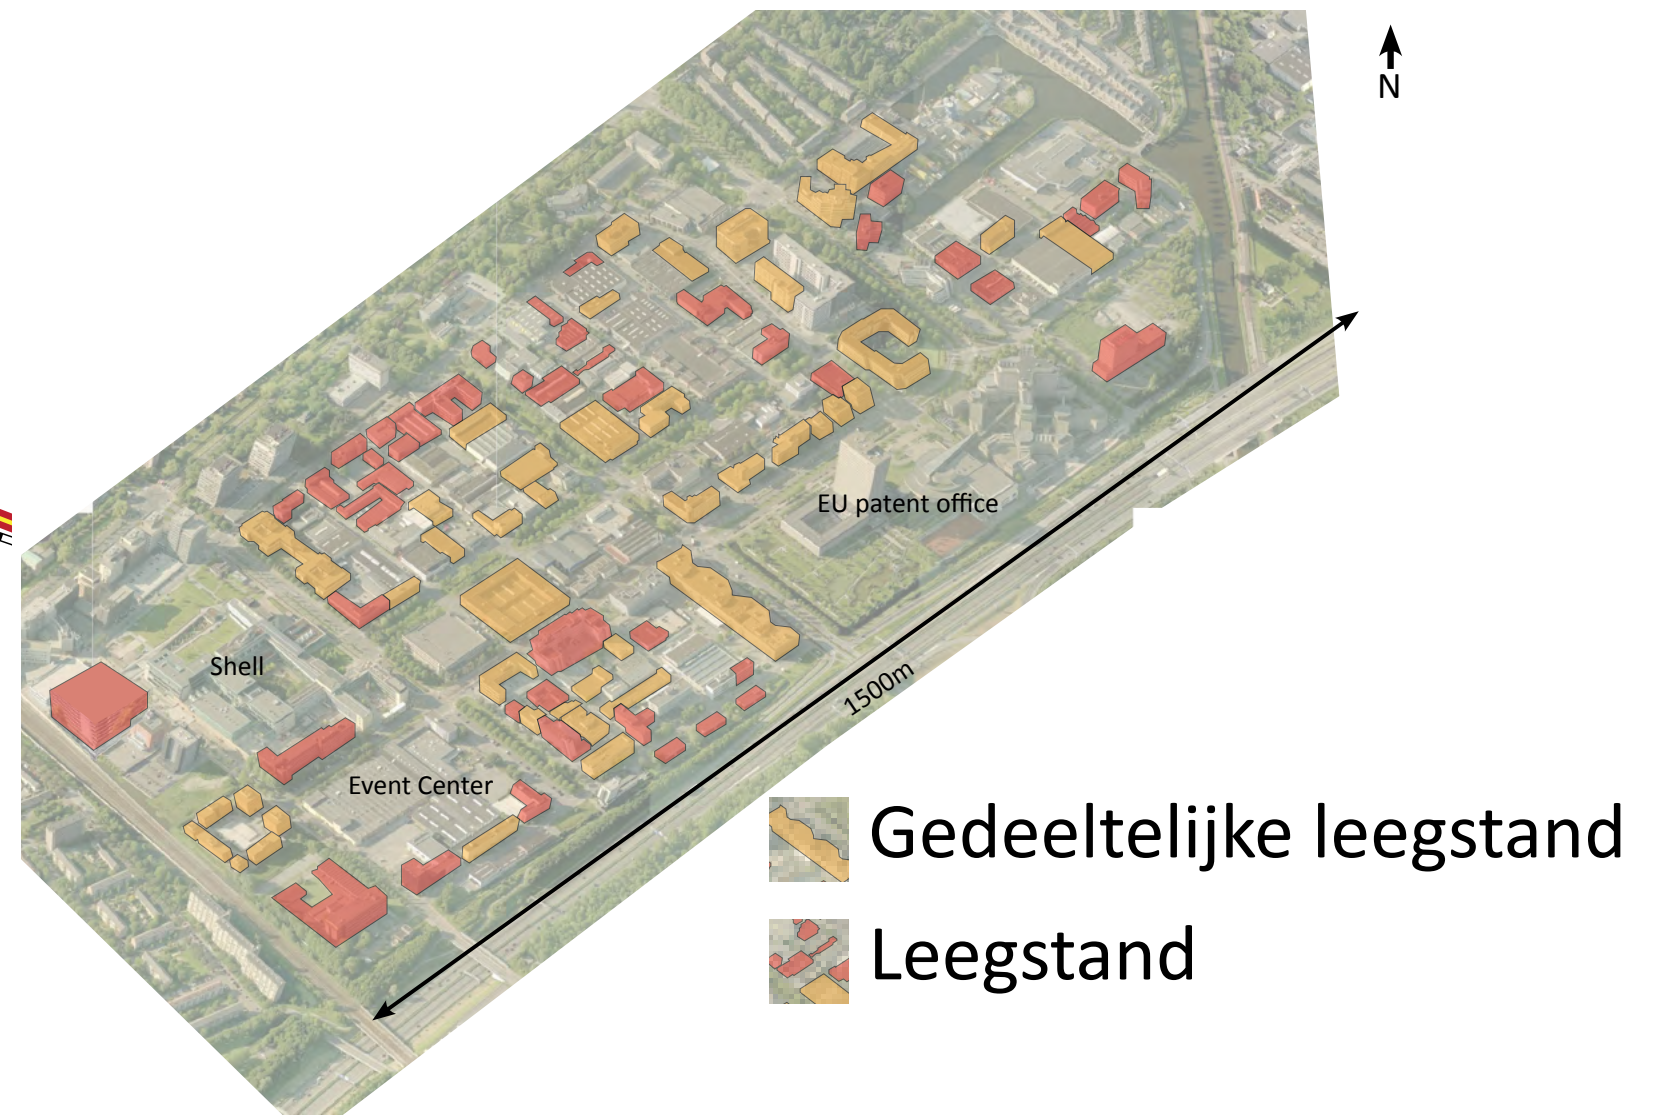 N
EU patent office
Shell
1500m
Event Center
Gedeeltelijke leegstand
Leegstand